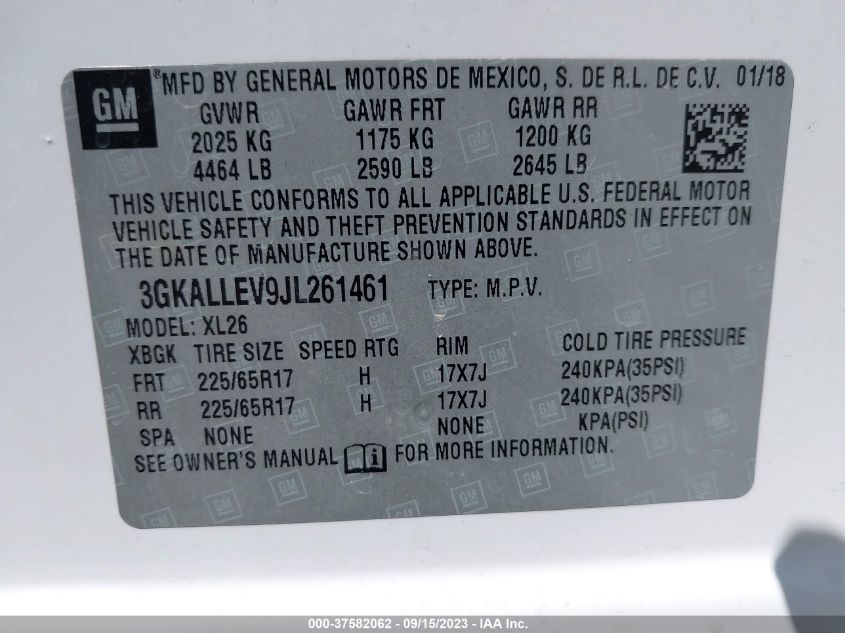 GM ®MFD BY GENERAL MOTORS DE MEXICO, S. DE R.L. DE C.V. 01/18
GVWR GAWR FRT GAWR RR
2025 KG 1175 KG 1200 KG
4464 LB 2590 LB 2645 LB
THIS VEHICLE CONFORMS TO ALL APPLICABLE U.S. FEDERAL MOTOR
VEHICLE SAFETY AND THEFT PREVENTION STANDARDS IN EFFECT ON
THE DATE OF MANUFACTURE SHOWN ABOVE.
3GKALLEV9JL261461 TYPE: M.P.V.
MODEL: XL26
XBGK TIRE SIZE SPEED RTG RIM COLD TIRE PRESSURE
FRT 225/65R17 H 17X7J 240KPA(35PSI)
RR 225/65R17 H 17X7J 240KPA(35PSI)
SPA NONE NONE KPA(PSI)
SEE OWNER'S MANUAL FOR MORE INFORMATION.
000-37582062 - 09/15/2023 - IAA Inc.